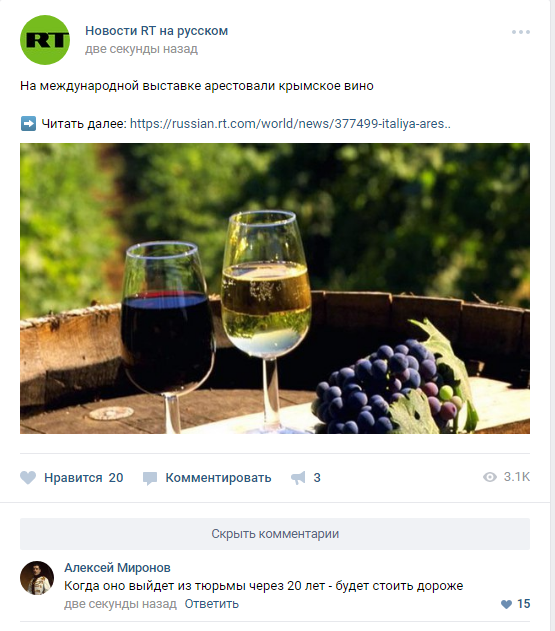 RT
Новости RT на русском
две секунды назад
На международной выставке арестовали крымское вино
Читать далее: https://russian.rt.com/world/news/377499-italiya-ares..
Нравится 20 Комментировать 3 3.1K
Скрыть комментарии
Алексей Миронов
Когда оно выйдет из тюрьмы через 20 лет - будет стоить дороже
две секунды назад Ответить 15